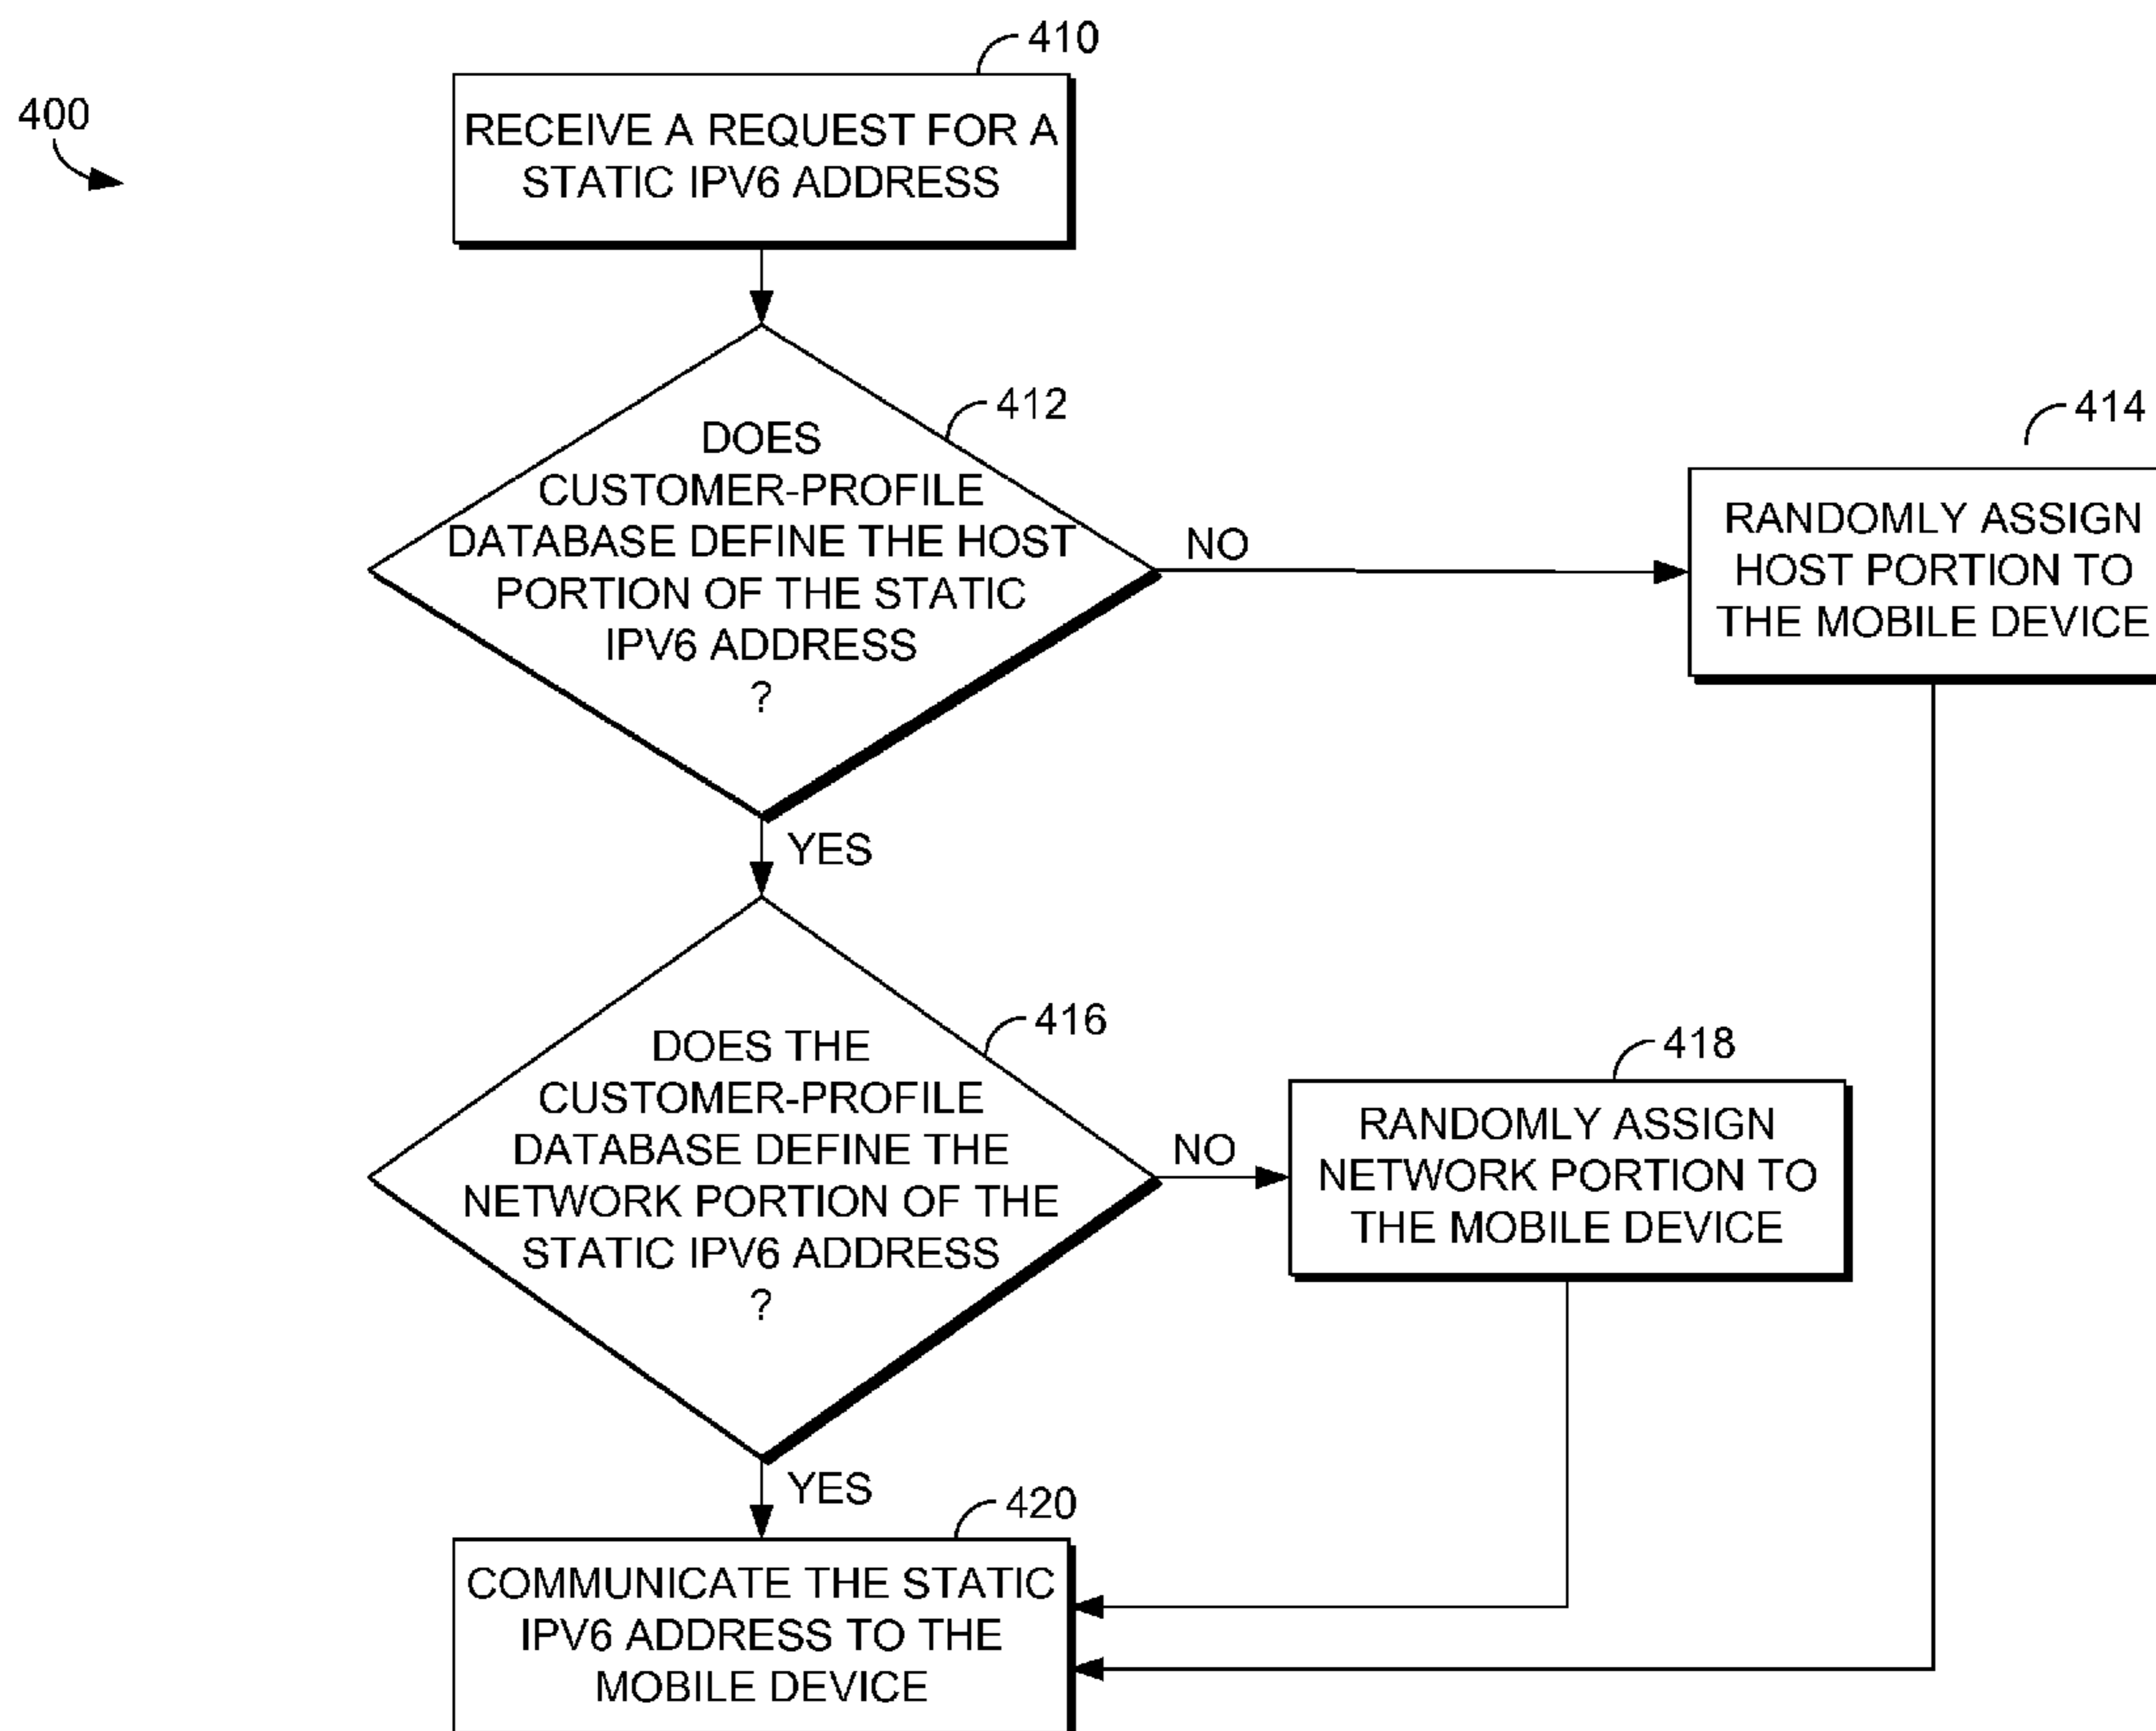 410
400
RECEIVE A REQUEST FOR A
STATIC IPV6 ADDRESS
412
DOES
CUSTOMER-PROFILE
DATABASE DEFINE THE HOST
PORTION OF THE STATIC
IPV6 ADDRESS
?
NO
414
RANDOMLY ASSIGN
HOST PORTION TO
THE MOBILE DEVICE
YES
416
DOES THE
CUSTOMER-PROFILE
DATABASE DEFINE THE
NETWORK PORTION OF THE
STATIC IPV6 ADDRESS
?
NO
418
RANDOMLY ASSIGN
NETWORK PORTION TO
THE MOBILE DEVICE
YES
420
COMMUNICATE THE STATIC
IPV6 ADDRESS TO THE
MOBILE DEVICE